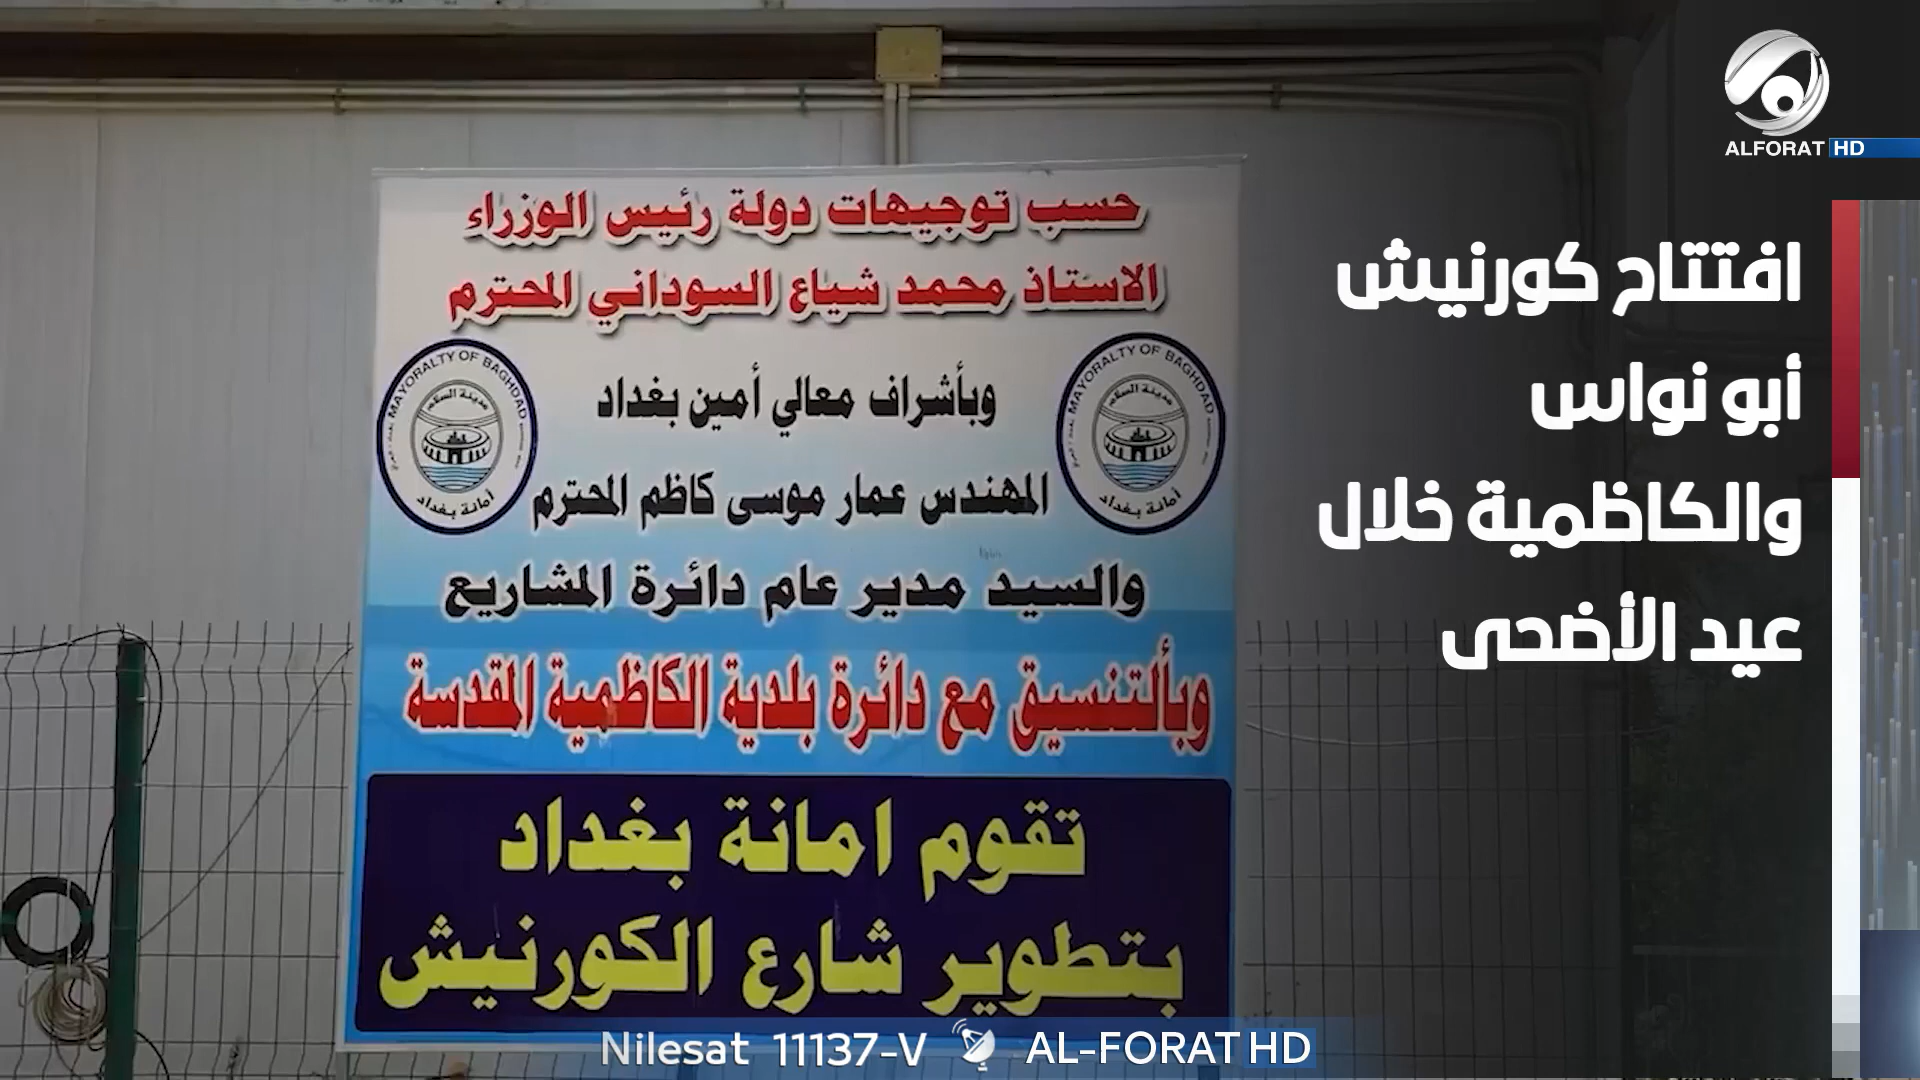 ALFORAT HD
افتتاح كورنيش
أبو نواس
والكاظمية خلال
عيد الأضحى
حسب توجيهات دولة رئيس الوزراء
الاستاذ محمد شياع السوداني المحترم
MAYORALTY OF BAGHDAD
مدينة السلام
أمانة بغداد
MAYORALTY OF BAGHDAD
مدينة السلام
أمانة بغداد
وبأشراف معالي أمين بغداد
المهندس عمار موسى كاظم المحترم
والسيد مدير عام دائرة المشاريع
وبألتنسيق مع دائرة بلدية الكاظمية المقدسة
تقوم امانة بغداد
بتطوير شارع الكورنيش
Nilesat 11137-V AL-FORAT HD